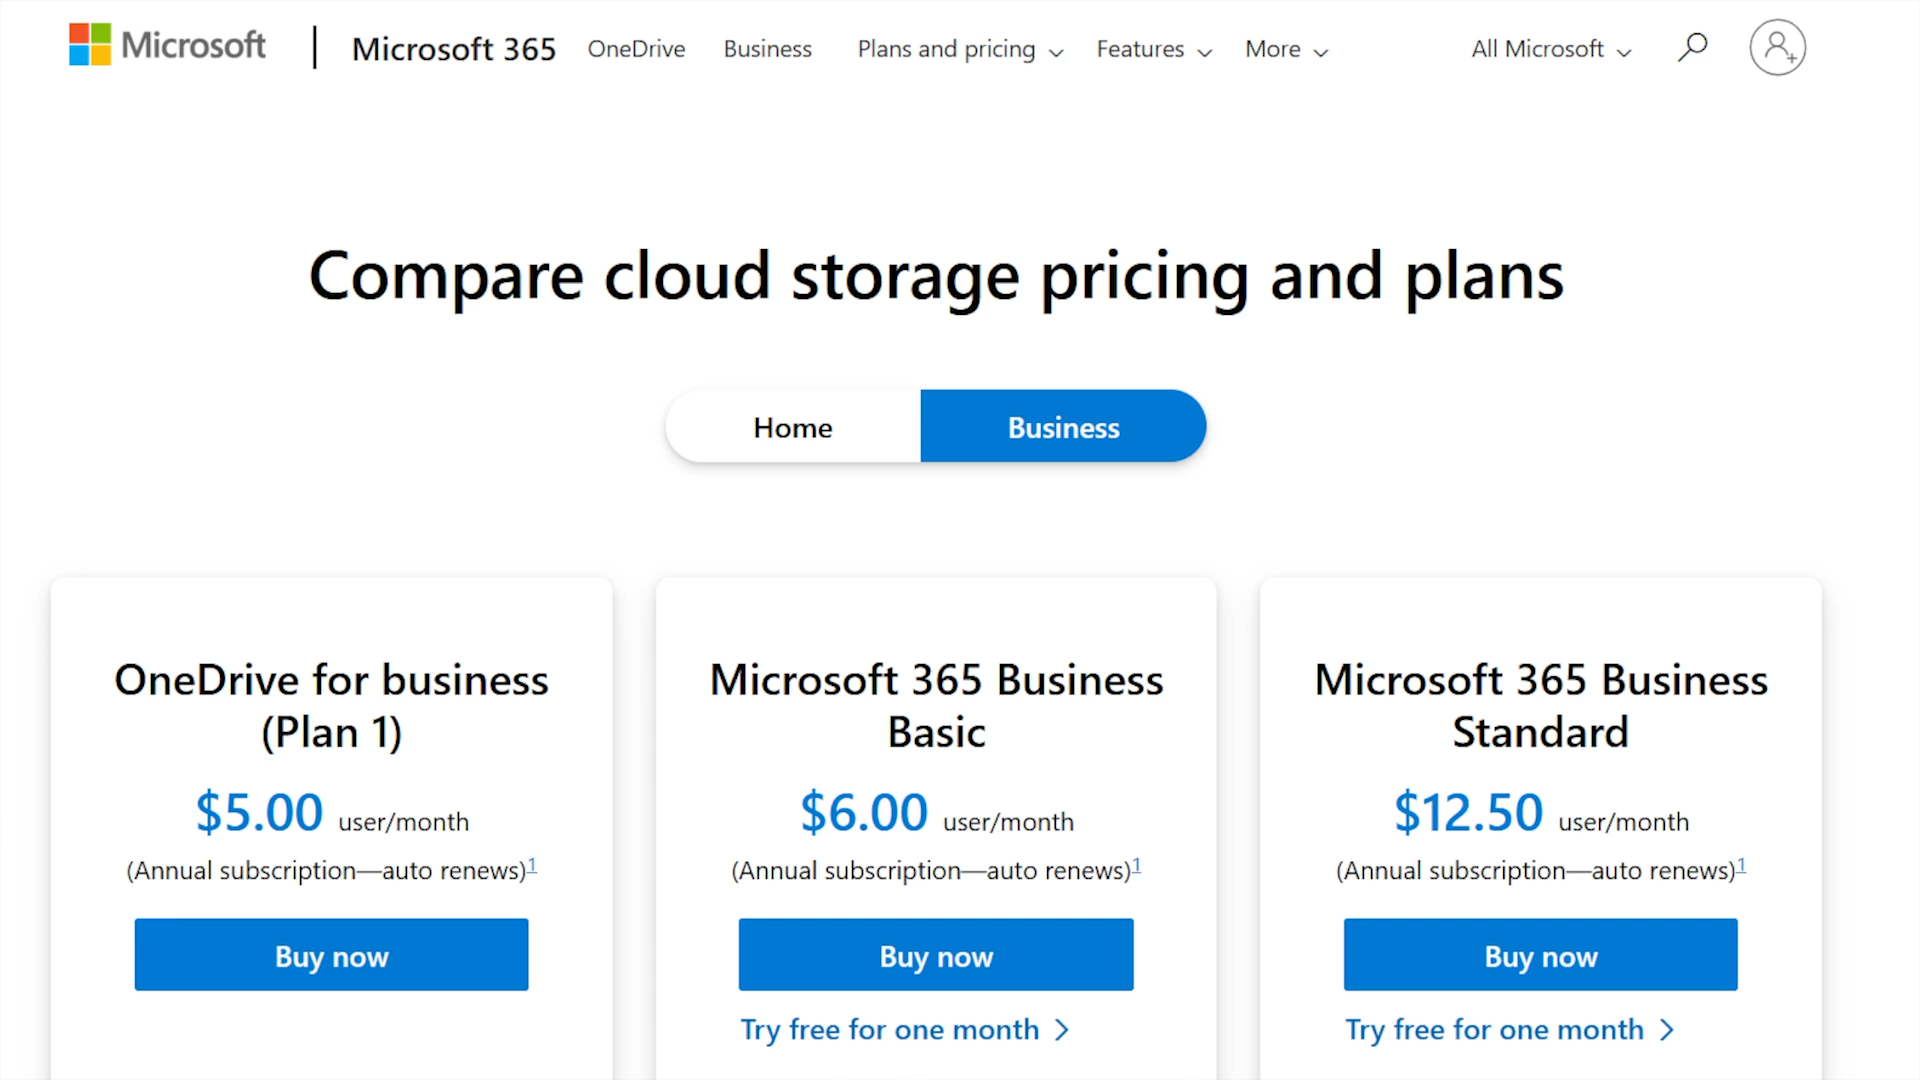 Microsoft
Microsoft 365 OneDrive Business Plans and pricing Features More All Microsoft
Compare cloud storage pricing and plans
Home Business
OneDrive for business
(Plan 1)
$5.00 user/month
(Annual subscription—auto renews)1
Buy now
Microsoft 365 Business
Basic
$6.00 user/month
(Annual subscription—auto renews)1
Buy now
Try free for one month
Microsoft 365 Business
Standard
$12.50 user/month
(Annual subscription—auto renews)1
Buy now
Try free for one month